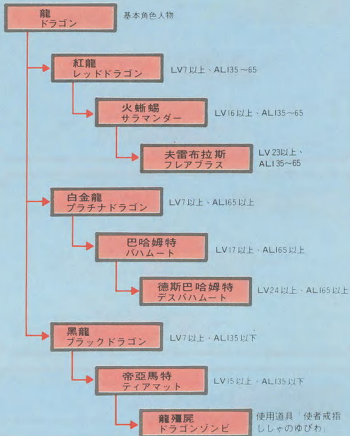 龍
ドラゴン
基本角色人物
紅龍
レッドドラゴン
LV7以上、ALI35~65
火蜥蜴
サラマンダー
LV16以上、ALI35~65
夫雷布拉斯
フレアブラス
LV23以上、
ALI35~65
白金龍
プラチナドラゴン
LV7以上、ALI65以上
巴哈姆特
バハムート
LV17以上、ALI65以上
德斯巴哈姆特
デスバハムート
LV24以上、ALI65以上
黑龍
ブラックドラゴン
LV7以上、ALI35以下
帝亞馬特
ティアマット
LV15以上、ALI35以下
龍殭屍
ドラゴンゾンビ
使用道具「使者戒指
ししゃのゆびわ」